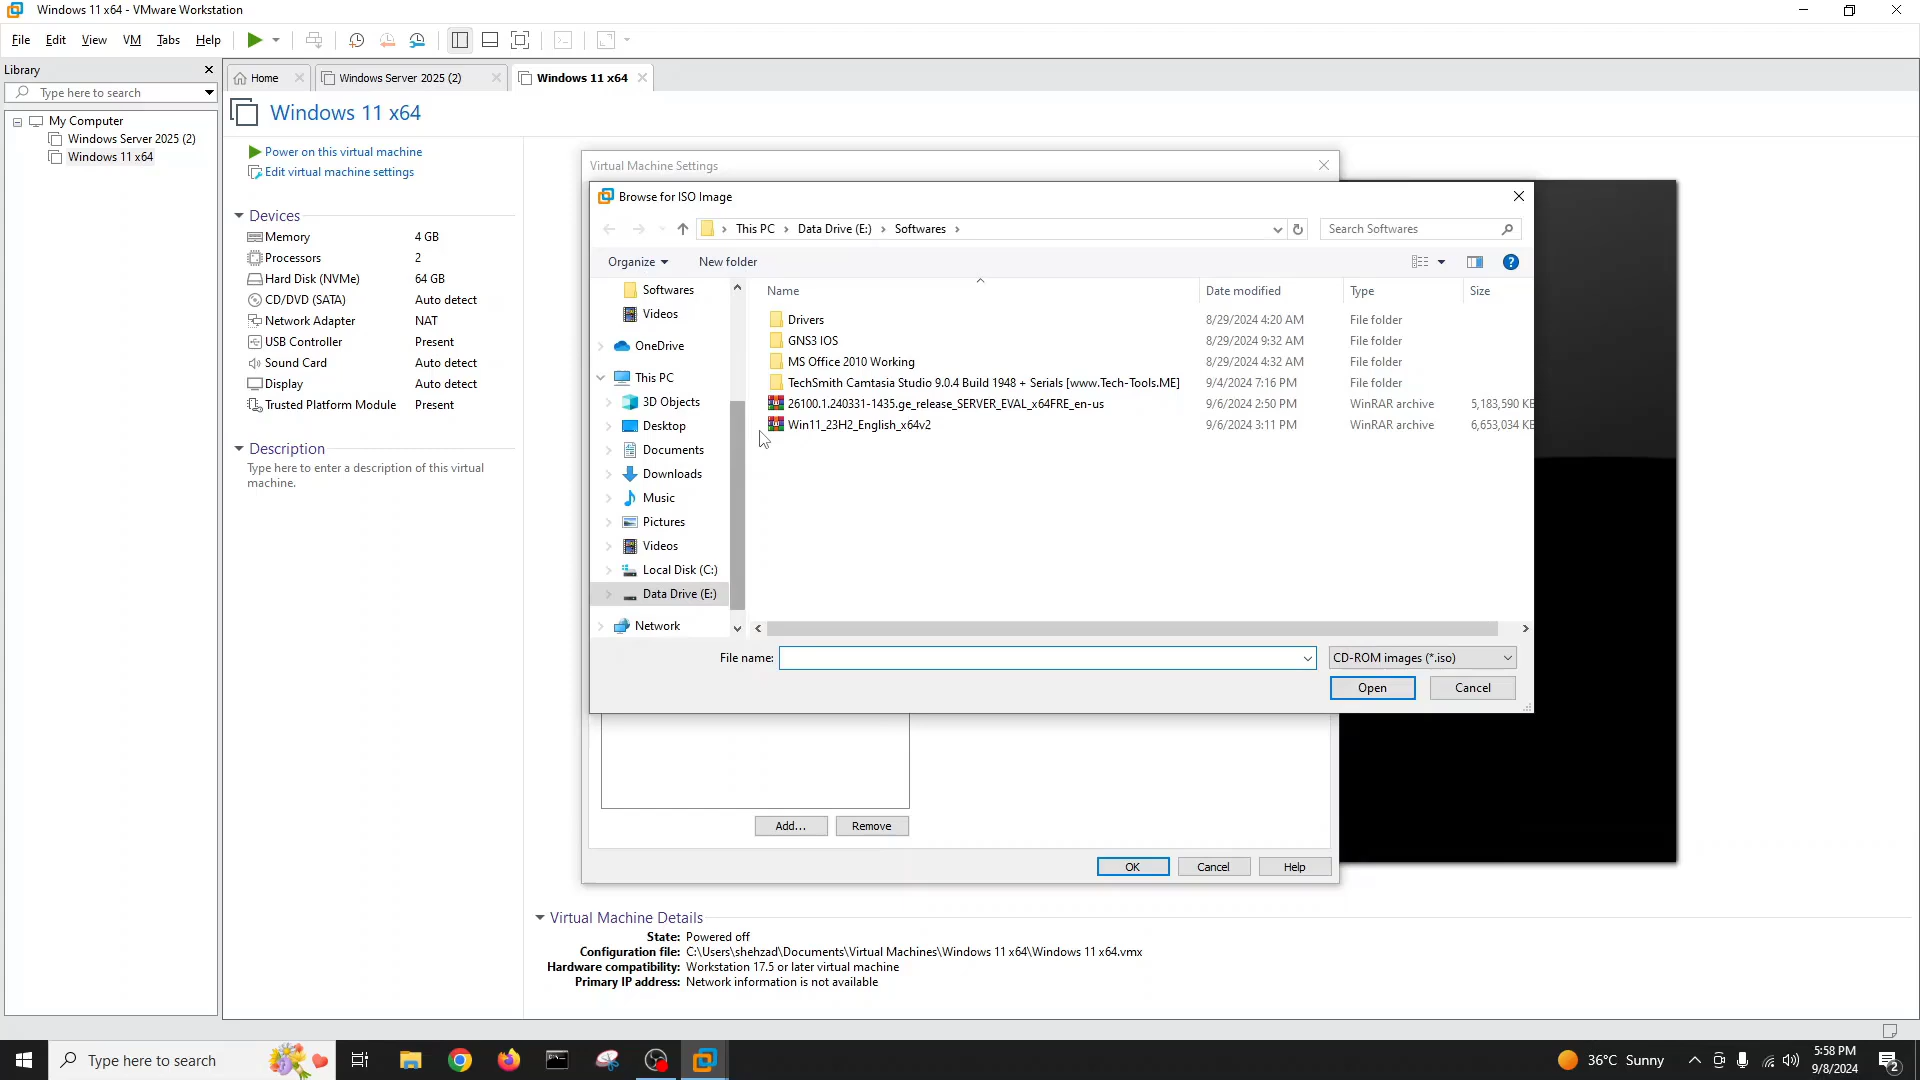 Windows 11 x64 - VMware Workstation
File Edit View VM Tabs Help
Library
Type here to search
My Computer
Windows Server 2025 (2)
Windows 11 x64
Home
Windows Server 2025 (2)
Windows 11 x64
Windows 11 x64
Power on this virtual machine
Edit virtual machine settings
Devices
Memory 4 GB
Processors 2
Hard Disk (NVMe) 64 GB
CD/DVD (SATA) Auto detect
Network Adapter NAT
USB Controller Present
Sound Card Auto detect
Display Auto detect
Trusted Platform Module Present
Description
Type here to enter a description of this virtual
machine.
Virtual Machine Settings
Browse for ISO Image
This PC › Data Drive (E:) › Softwares ›
Search Softwares
Organize
New folder
Softwares
Videos
OneDrive
This PC
3D Objects
Desktop
Documents
Downloads
Music
Pictures
Videos
Local Disk (C:)
Data Drive (E:)
Network
Name Date modified Type Size
Drivers 8/29/2024 4:20 AM File folder
GNS3 IOS 8/29/2024 9:32 AM File folder
MS Office 2010 Working 8/29/2024 4:32 AM File folder
TechSmith Camtasia Studio 9.0.4 Build 1948 + Serials [www.Tech-Tools.ME] 9/4/2024 7:16 PM File folder
26100.1.240331-1435.ge_release_SERVER_EVAL_x64FRE_en-us 9/6/2024 2:50 PM WinRAR archive 5,183,590 KB
Win11_23H2_English_x64v2 9/6/2024 3:11 PM WinRAR archive 6,653,034 KB
File name:
CD-ROM images (*.iso)
Open
Cancel
Add...
Remove
OK
Cancel
Help
Virtual Machine Details
State: Powered off
Configuration file: C:\Users\shehzad\Documents\Virtual Machines\Windows 11 x64\Windows 11 x64.vmx
Hardware compatibility: Workstation 17.5 or later virtual machine
Primary IP address: Network information is not available
Type here to search
36°C Sunny
5:58 PM
9/8/2024
2